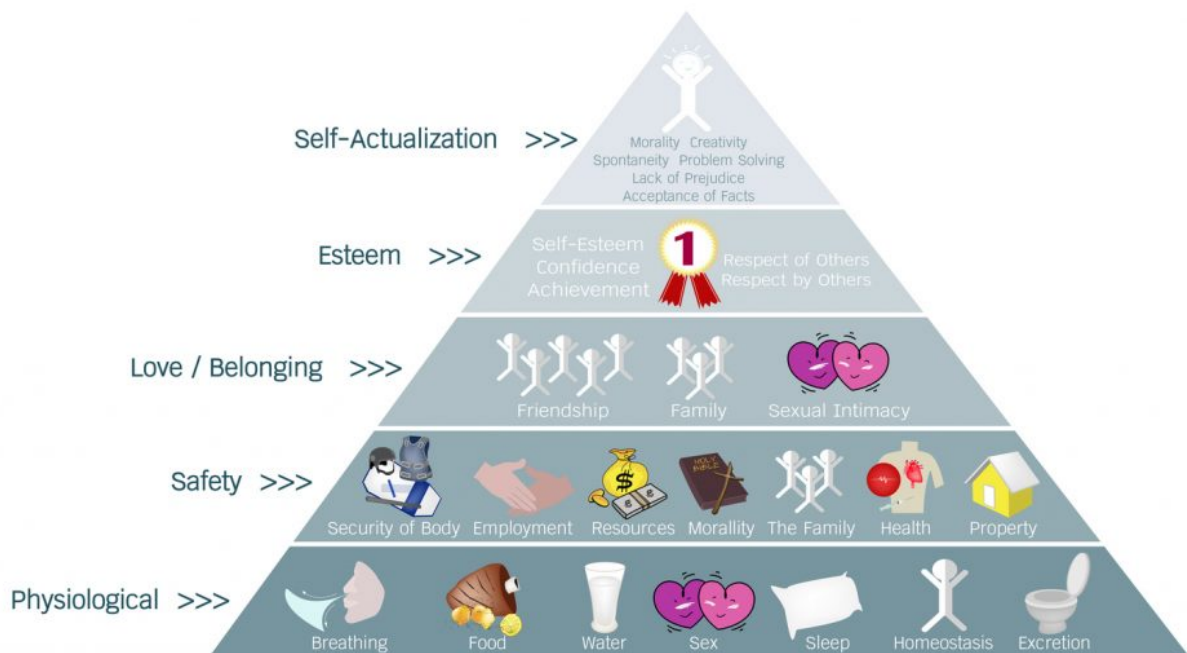 Self-Actualization >>>
Morality Creativity
Spontaneity Problem Solving
Lack of Prejudice
Acceptance of Facts
Esteem >>>
Self-Esteem
Confidence
Achievement
1
Respect of Others
Respect by Others
Love / Belonging >>>
Friendship Family Sexual Intimacy
Safety >>>
$
HOLY
BIBLE
Security of Body Employment Resources Morallity The Family Health Property
Physiological >>>
Breathing Food Water Sex Sleep Homeostasis Excretion